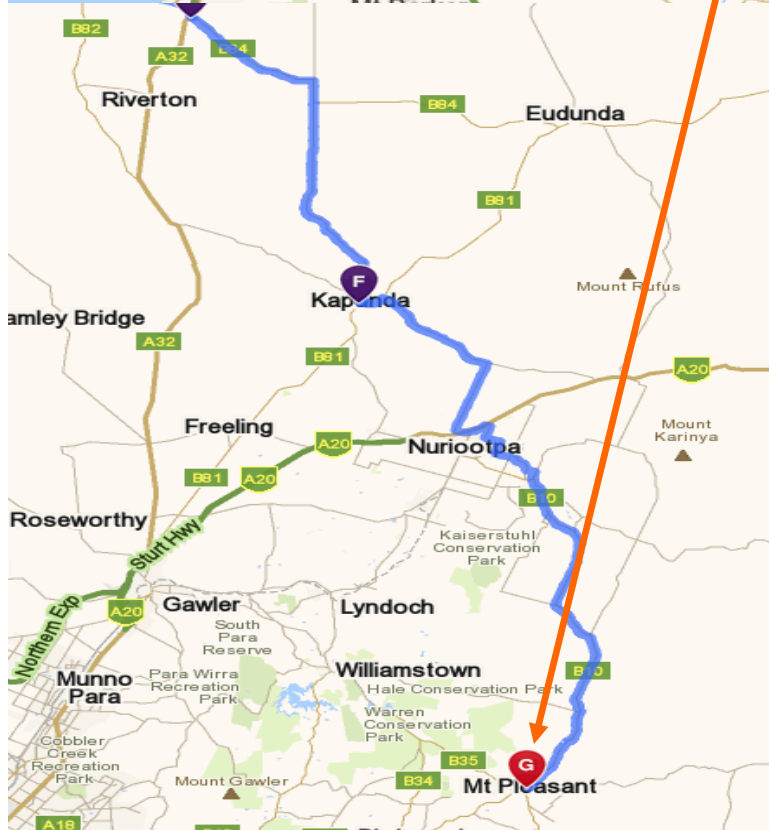 B82
A32
B84
Riverton
B84
Eudunda
B81
Mount Rufus
F
Kapunda
amley Bridge
A32
B81
A20
Mount
Karinya
Freeling
A20
Nuriootpa
B81
A20
B10
Roseworthy
Sturt Hwy
Kaiserstuhl
Conservation
Park
A20
Gawler
Lyndoch
Northern Exp
South
Para
Reserve
Munno
Para
Para Wirra
Recreation
Park
Williamstown
Hale Conservation Park
B10
Warren
Conservation
Park
Cobbler
Creek
Recreation
Park
Mount Gawler
B35
B34
G
Mt Pleasant
A18